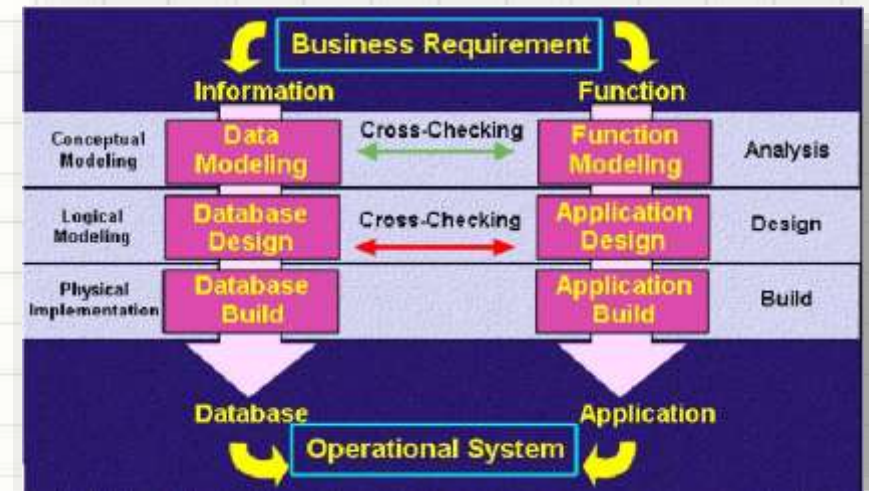 Business Requirement
Information
Function
Conceptual
Modeling
Data
Modeling
Cross-Checking
Function
Modeling
Analysis
Logical
Modeling
Database
Design
Cross-Checking
Application
Design
Design
Physical
Implementation
Database
Build
Application
Build
Build
Database
Application
Operational System